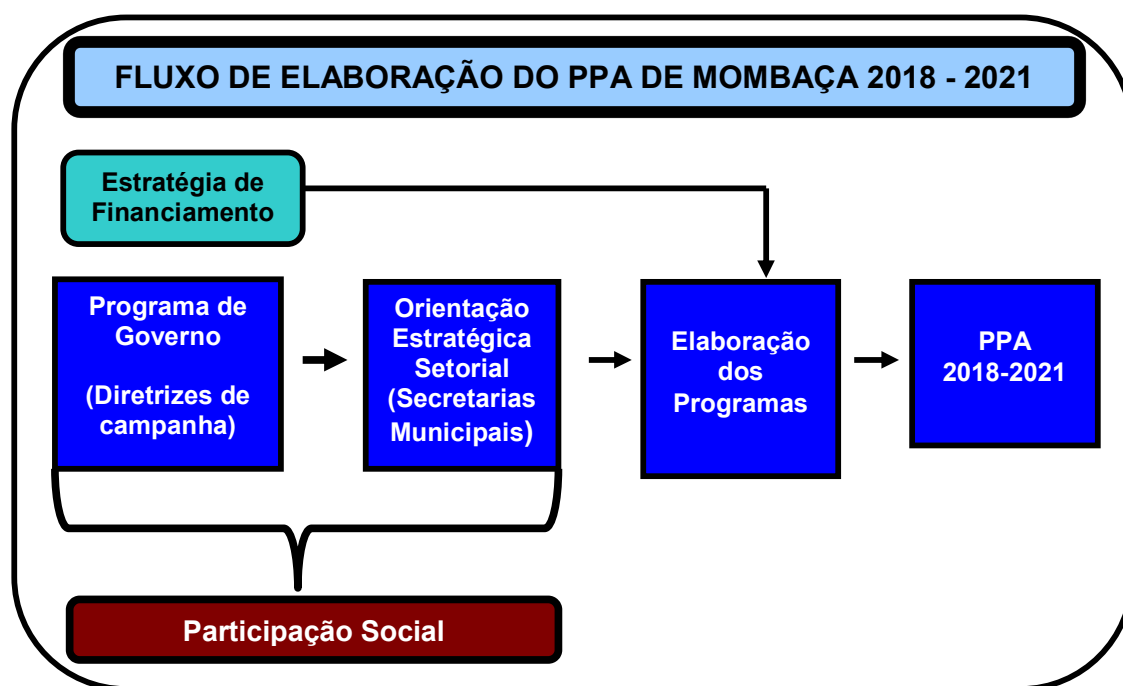 FLUXO DE ELABORAÇÃO DO PPA DE MOMBAÇA 2018 - 2021
Estratégia de
Financiamento
Programa de
Governo
(Diretrizes de
campanha)
Orientação
Estratégica
Setorial
(Secretarias
Municipais)
Elaboração
dos
Programas
PPA
2018-2021
Participação Social